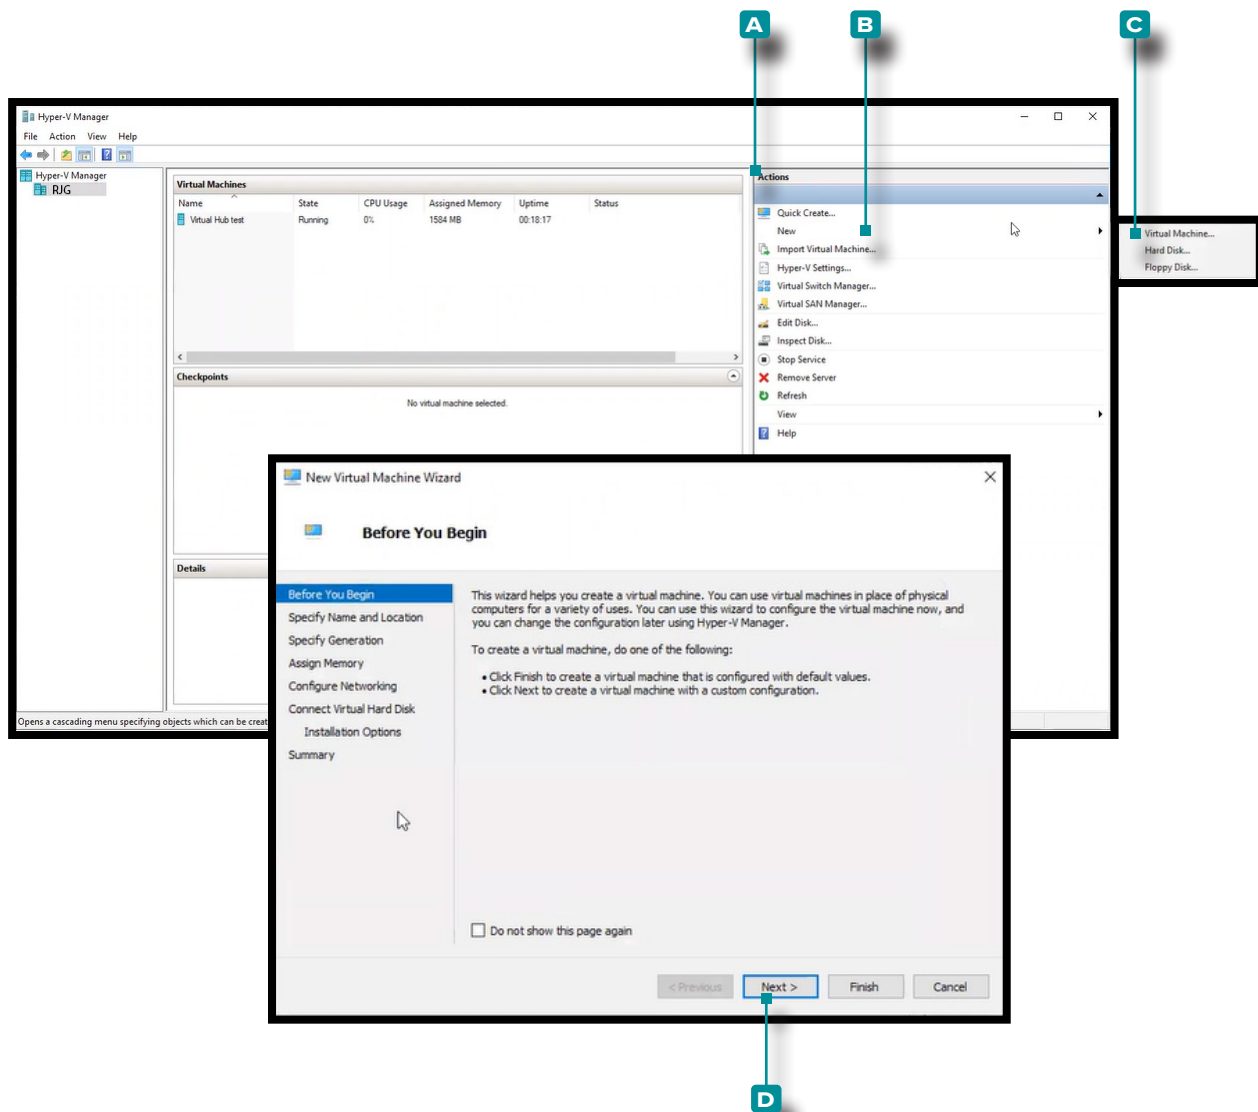 A
B
C
Hyper-V Manager
File Action View Help
Hyper-V Manager
RJG
Virtual Machines
Name State CPU Usage Assigned Memory Uptime Status
Virtual Hub test Running 0% 1584 MB 00:18:17
Checkpoints
No virtual machine selected.
Details
Actions
Quick Create...
New
Import Virtual Machine...
Hyper-V Settings...
Virtual Switch Manager...
Virtual SAN Manager...
Edit Disk...
Inspect Disk...
Stop Service
Remove Server
Refresh
View
Help
Virtual Machine...
Hard Disk...
Floppy Disk...
New Virtual Machine Wizard
Before You Begin
Before You Begin
Specify Name and Location
Specify Generation
Assign Memory
Configure Networking
Connect Virtual Hard Disk
Installation Options
Summary
This wizard helps you create a virtual machine. You can use virtual machines in place of physical
computers for a variety of uses. You can use this wizard to configure the virtual machine now, and
you can change the configuration later using Hyper-V Manager.
To create a virtual machine, do one of the following:
• Click Finish to create a virtual machine that is configured with default values.
• Click Next to create a virtual machine with a custom configuration.
Do not show this page again
< Previous Next > Finish Cancel
Opens a cascading menu specifying objects which can be creat
D